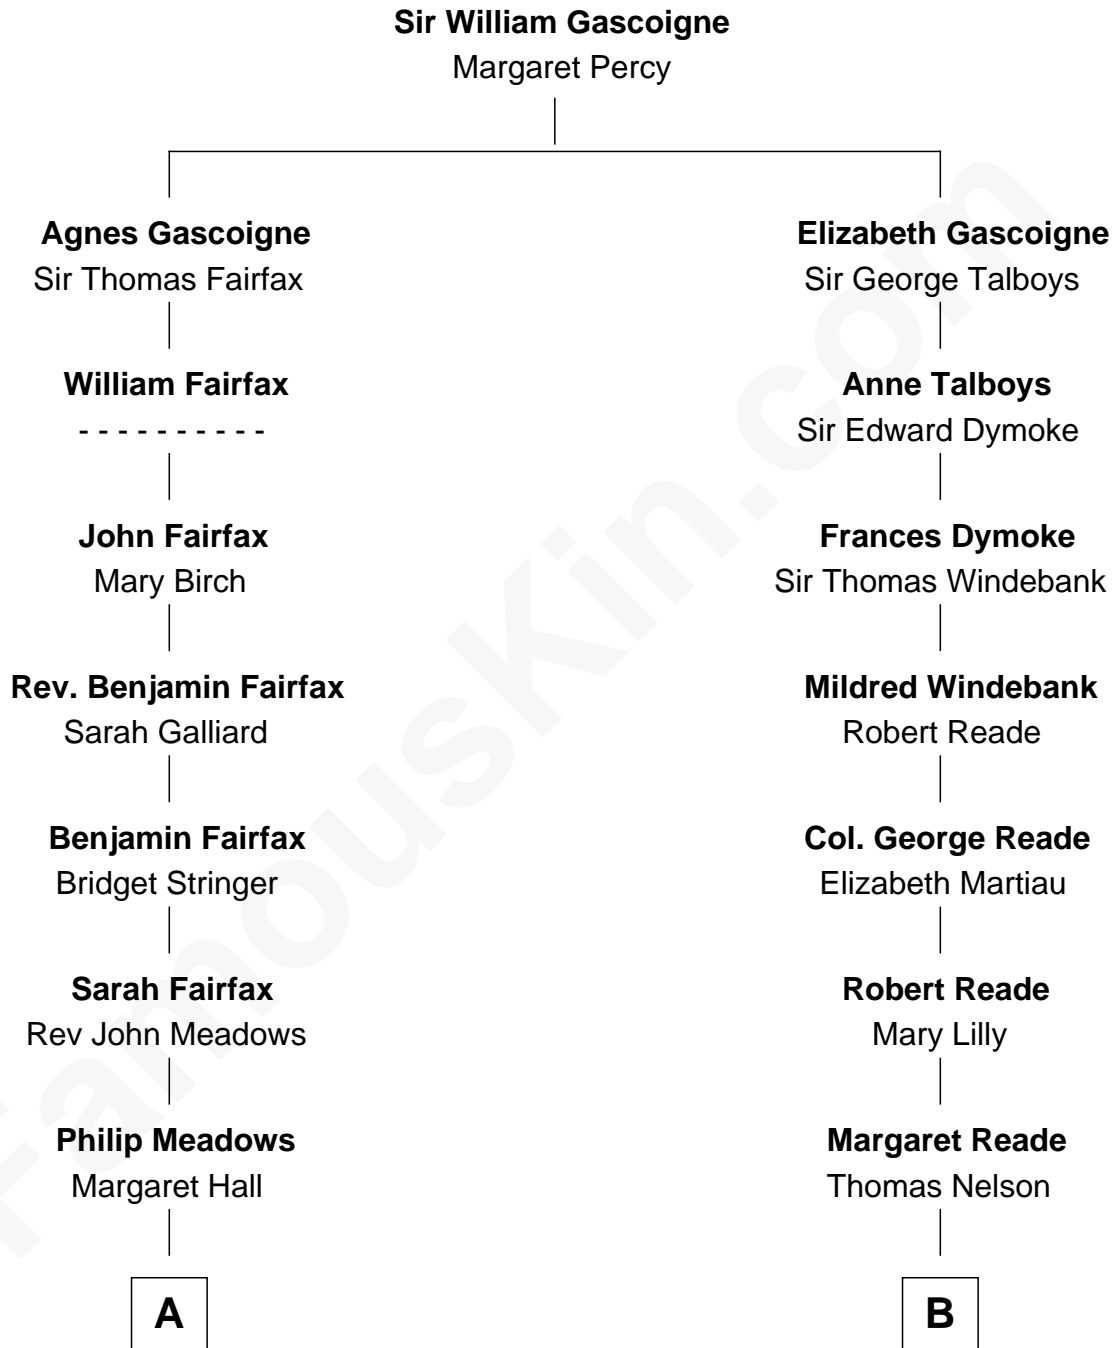 Sir William Gascoigne
Margaret Percy
Agnes Gascoigne
Sir Thomas Fairfax
William Fairfax
- - - - - - - - - -
John Fairfax
Mary Birch
Rev. Benjamin Fairfax
Sarah Galliard
Benjamin Fairfax
Bridget Stringer
Sarah Fairfax
Rev John Meadows
Philip Meadows
Margaret Hall
A
Elizabeth Gascoigne
Sir George Talboys
Anne Talboys
Sir Edward Dymoke
Frances Dymoke
Sir Thomas Windebank
Mildred Windebank
Robert Reade
Col. George Reade
Elizabeth Martiau
Robert Reade
Mary Lilly
Margaret Reade
Thomas Nelson
B
FamousKin.com